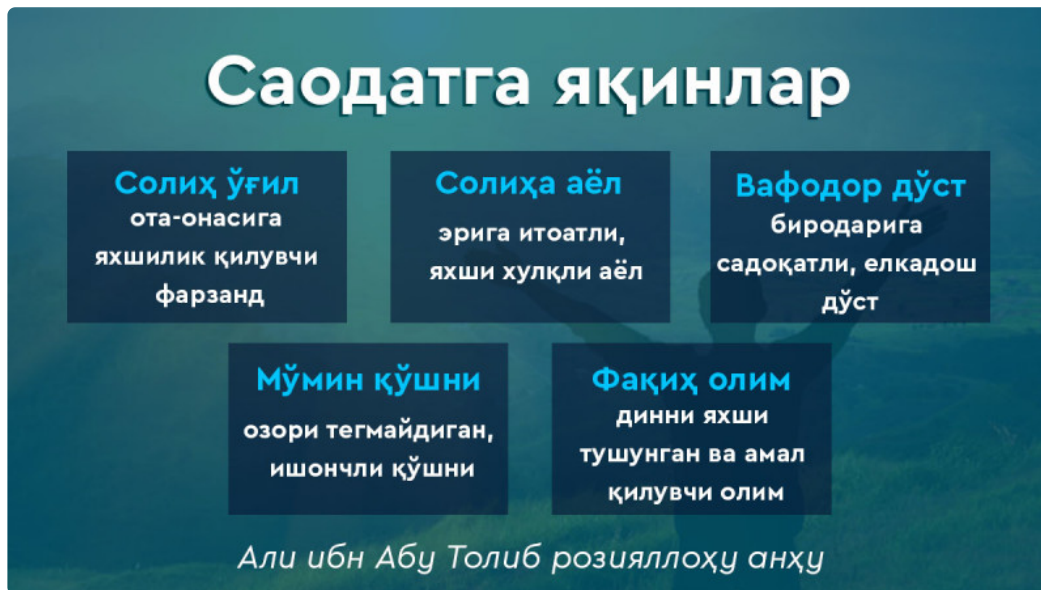 Саодатга яқинлар
Солиҳ ўғил
ота-онасига
яхшилик қилувчи
фарзанд
Солиҳа аёл
эрига итоатли,
яхши хулқли аёл
Вафодор дўст
биродарига
садоқатли, елкадош
дўст
Мўмин қўшни
озори тегмайдиган,
ишончли қўшни
Фақиҳ олим
динни яхши
тушунган ва амал
қилувчи олим
Али ибн Абу Толиб розияллоҳу анҳу